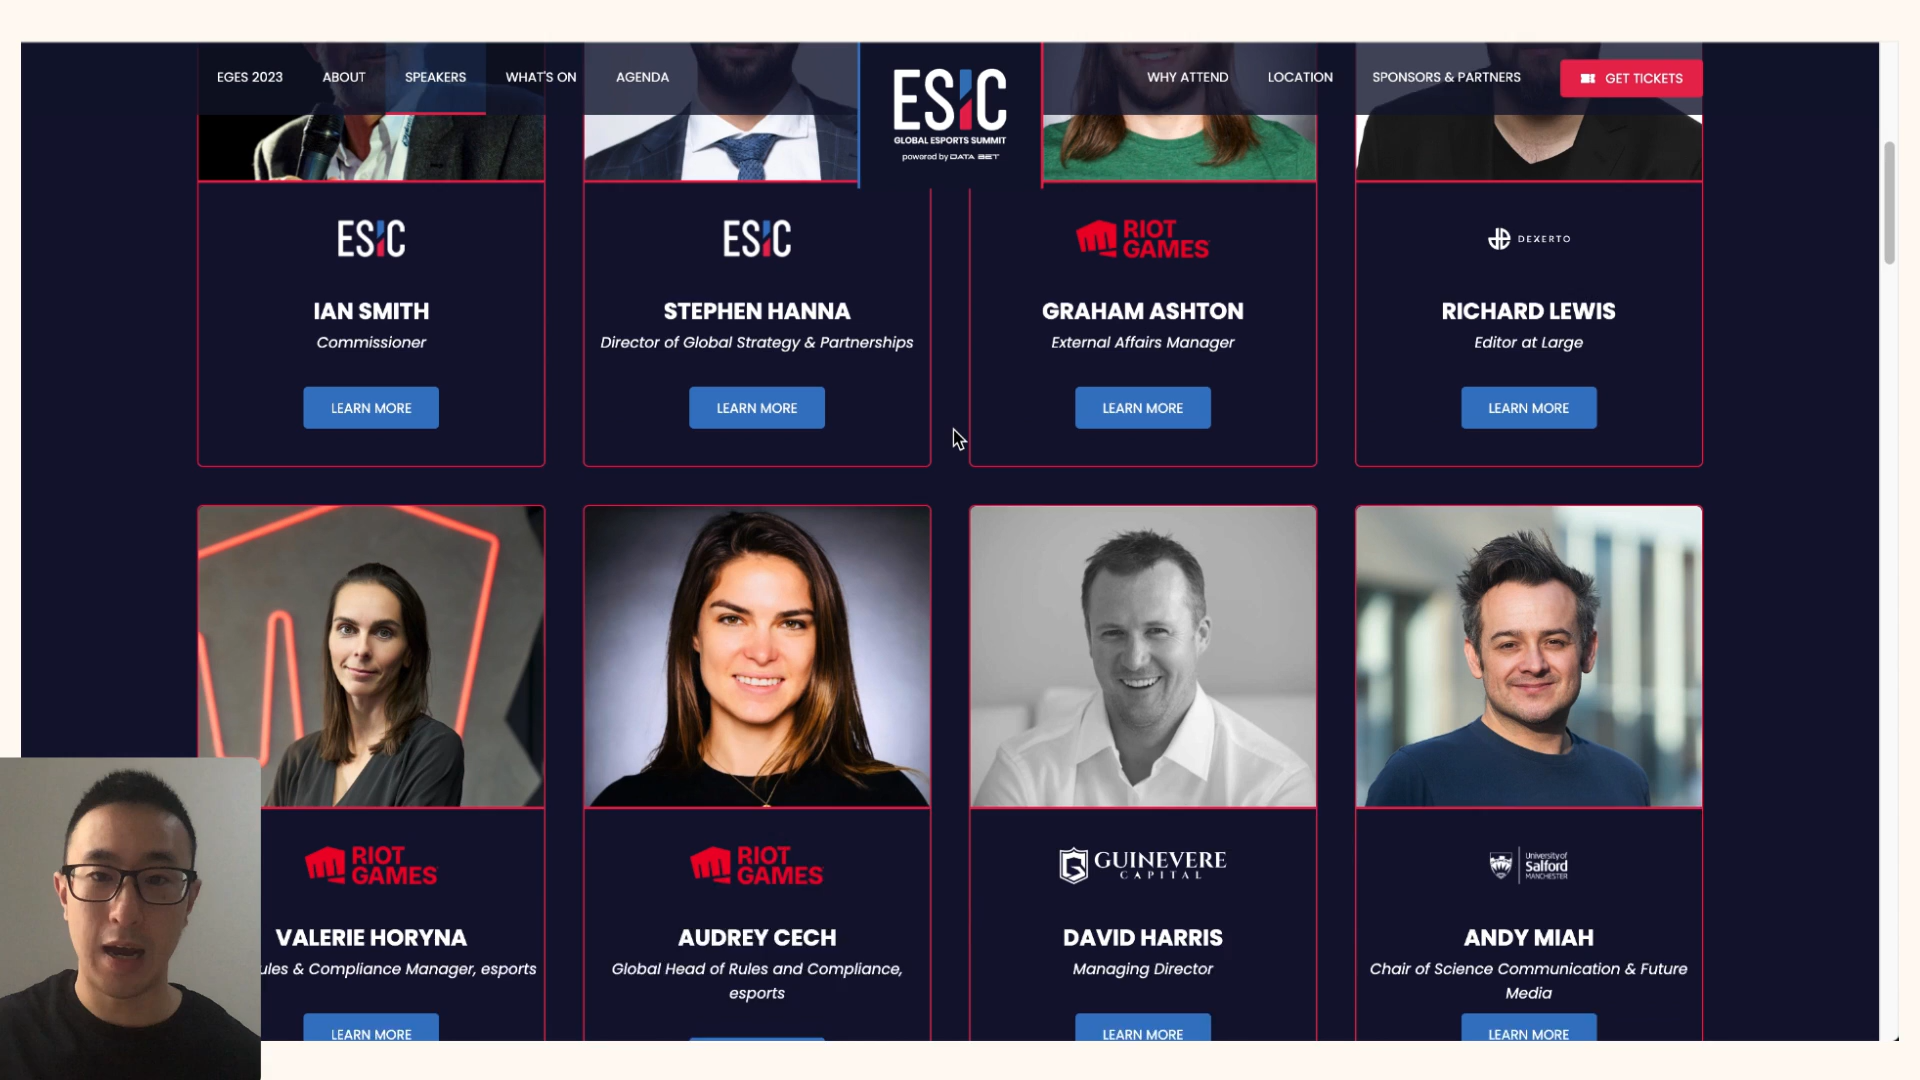 EGES 2023
ABOUT
SPEAKERS
WHAT'S ON
AGENDA
ESIC
GLOBAL ESPORTS SUMMIT
powered by DATA BET
WHY ATTEND
LOCATION
SPONSORS & PARTNERS
GET TICKETS
ESIC
IAN SMITH
Commissioner
LEARN MORE
ESIC
STEPHEN HANNA
Director of Global Strategy & Partnerships
LEARN MORE
RIOT
GAMES
GRAHAM ASHTON
External Affairs Manager
LEARN MORE
DEXERTO
RICHARD LEWIS
Editor at Large
LEARN MORE
RIOT
GAMES
VALERIE HORYNA
ules & Compliance Manager, esports
LEARN MORE
RIOT
GAMES
AUDREY CECH
Global Head of Rules and Compliance,
esports
GUINEVERE
CAPITAL
DAVID HARRIS
Managing Director
LEARN MORE
University of
Salford
MANCHESTER
ANDY MIAH
Chair of Science Communication & Future
Media
LEARN MORE